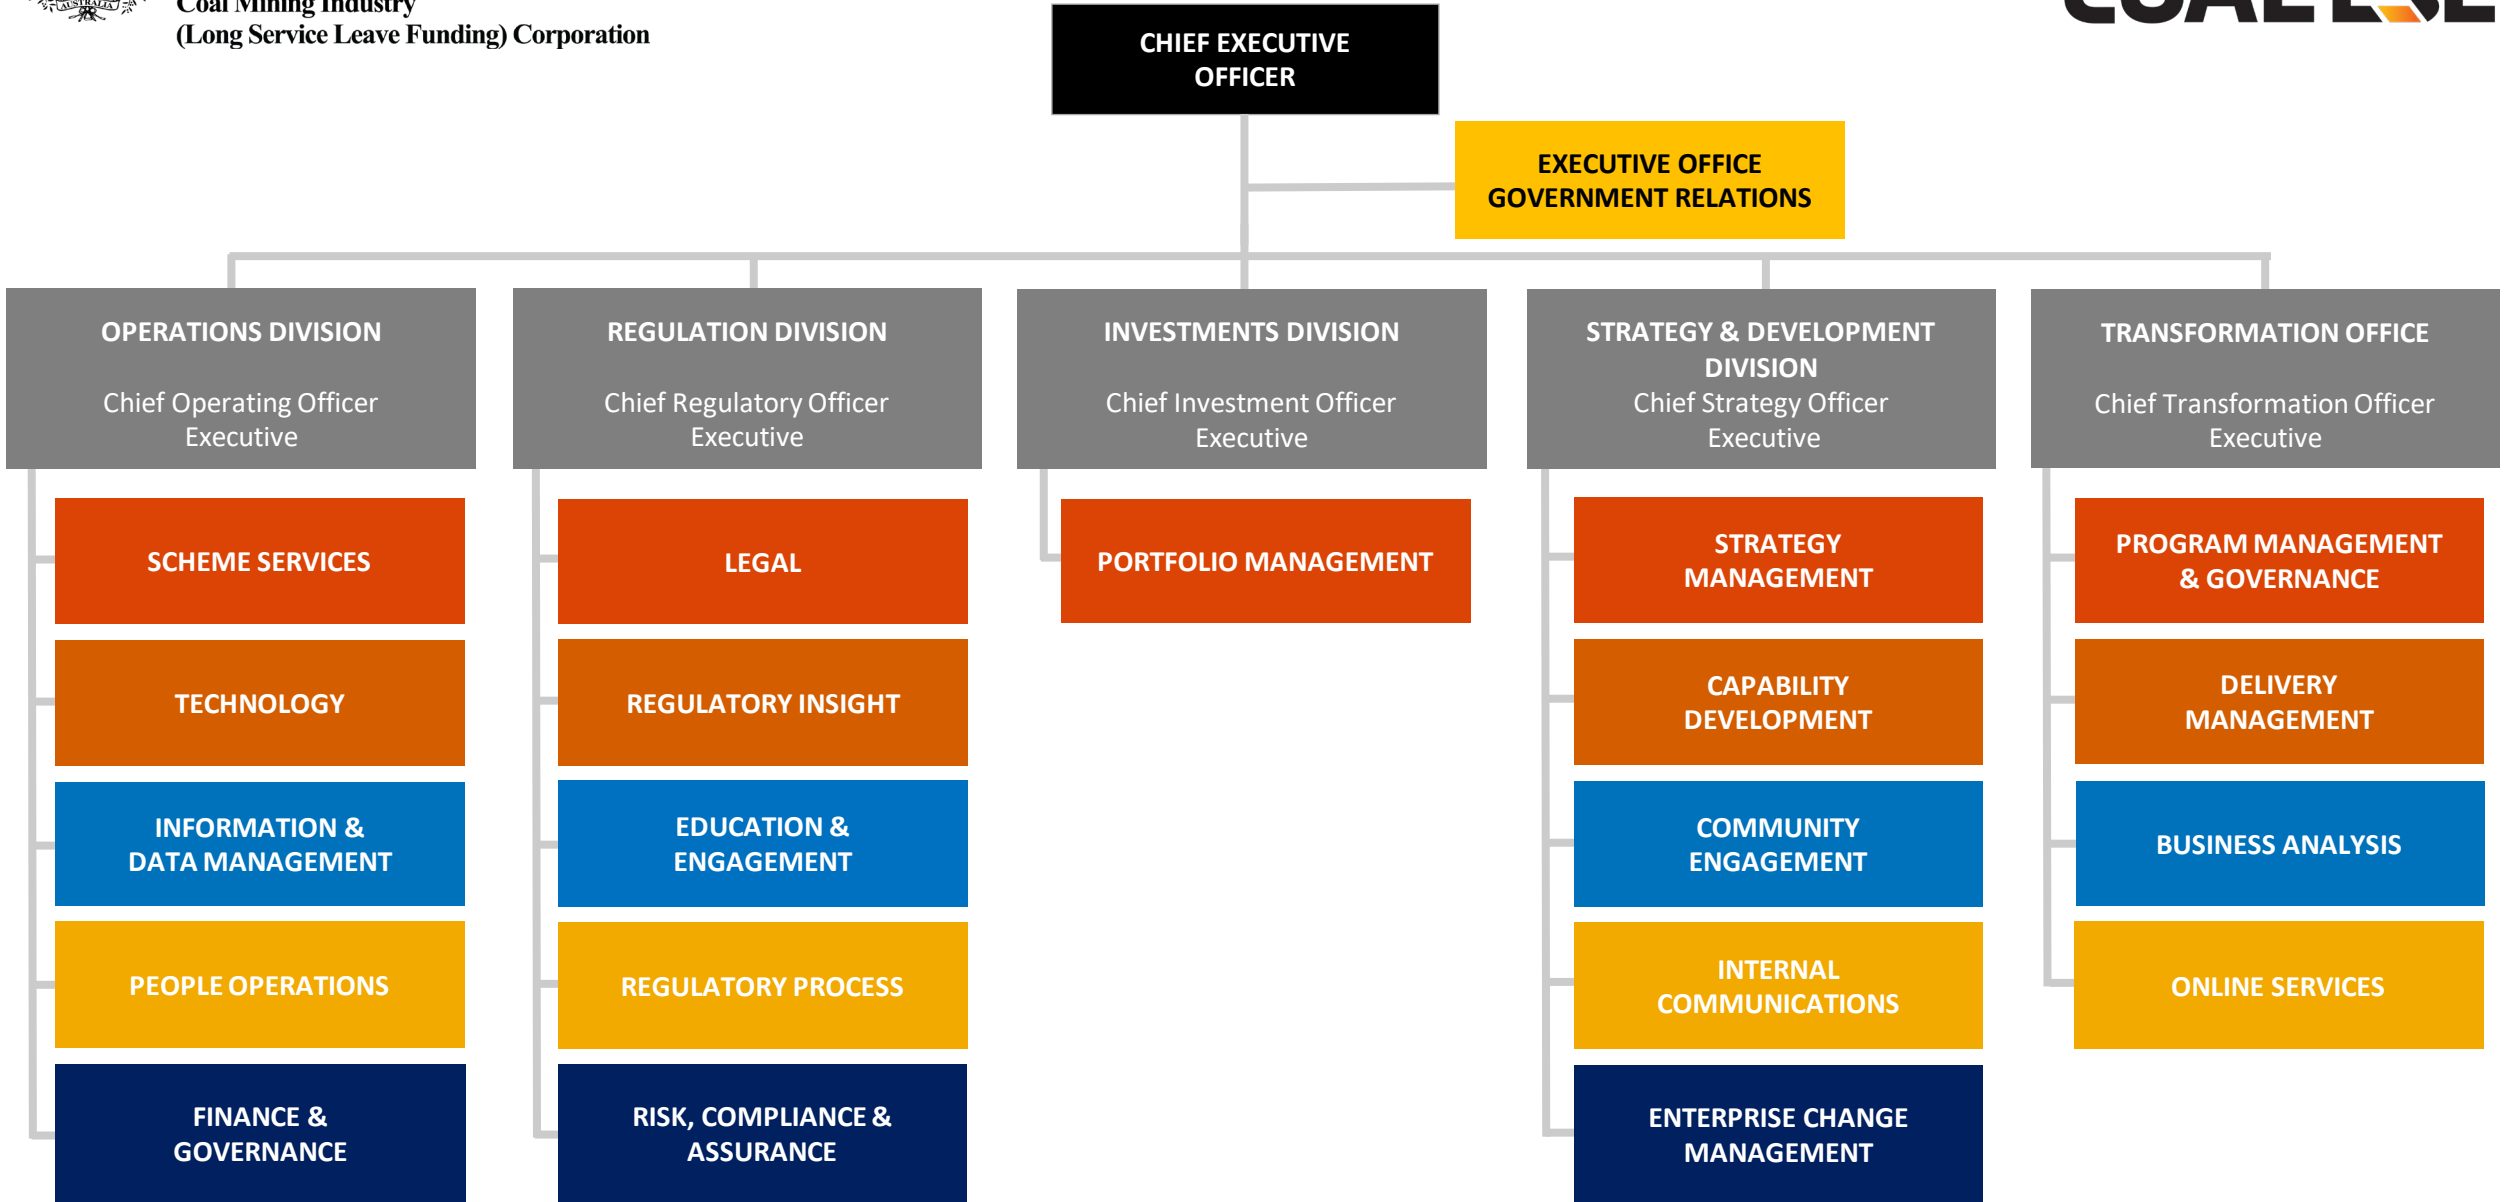 AUSTRALIA
Coal Mining Industry
(Long Service Leave Funding) Corporation
COAL LSL
CHIEF EXECUTIVE
OFFICER
EXECUTIVE OFFICE
GOVERNMENT RELATIONS
OPERATIONS DIVISION
Chief Operating Officer
Executive
SCHEME SERVICES
TECHNOLOGY
INFORMATION &
DATA MANAGEMENT
PEOPLE OPERATIONS
FINANCE &
GOVERNANCE
REGULATION DIVISION
Chief Regulatory Officer
Executive
LEGAL
REGULATORY INSIGHT
EDUCATION &
ENGAGEMENT
REGULATORY PROCESS
RISK, COMPLIANCE &
ASSURANCE
INVESTMENTS DIVISION
Chief Investment Officer
Executive
PORTFOLIO MANAGEMENT
STRATEGY & DEVELOPMENT
DIVISION
Chief Strategy Officer
Executive
STRATEGY
MANAGEMENT
CAPABILITY
DEVELOPMENT
COMMUNITY
ENGAGEMENT
INTERNAL
COMMUNICATIONS
ENTERPRISE CHANGE
MANAGEMENT
TRANSFORMATION OFFICE
Chief Transformation Officer
Executive
PROGRAM MANAGEMENT
& GOVERNANCE
DELIVERY
MANAGEMENT
BUSINESS ANALYSIS
ONLINE SERVICES